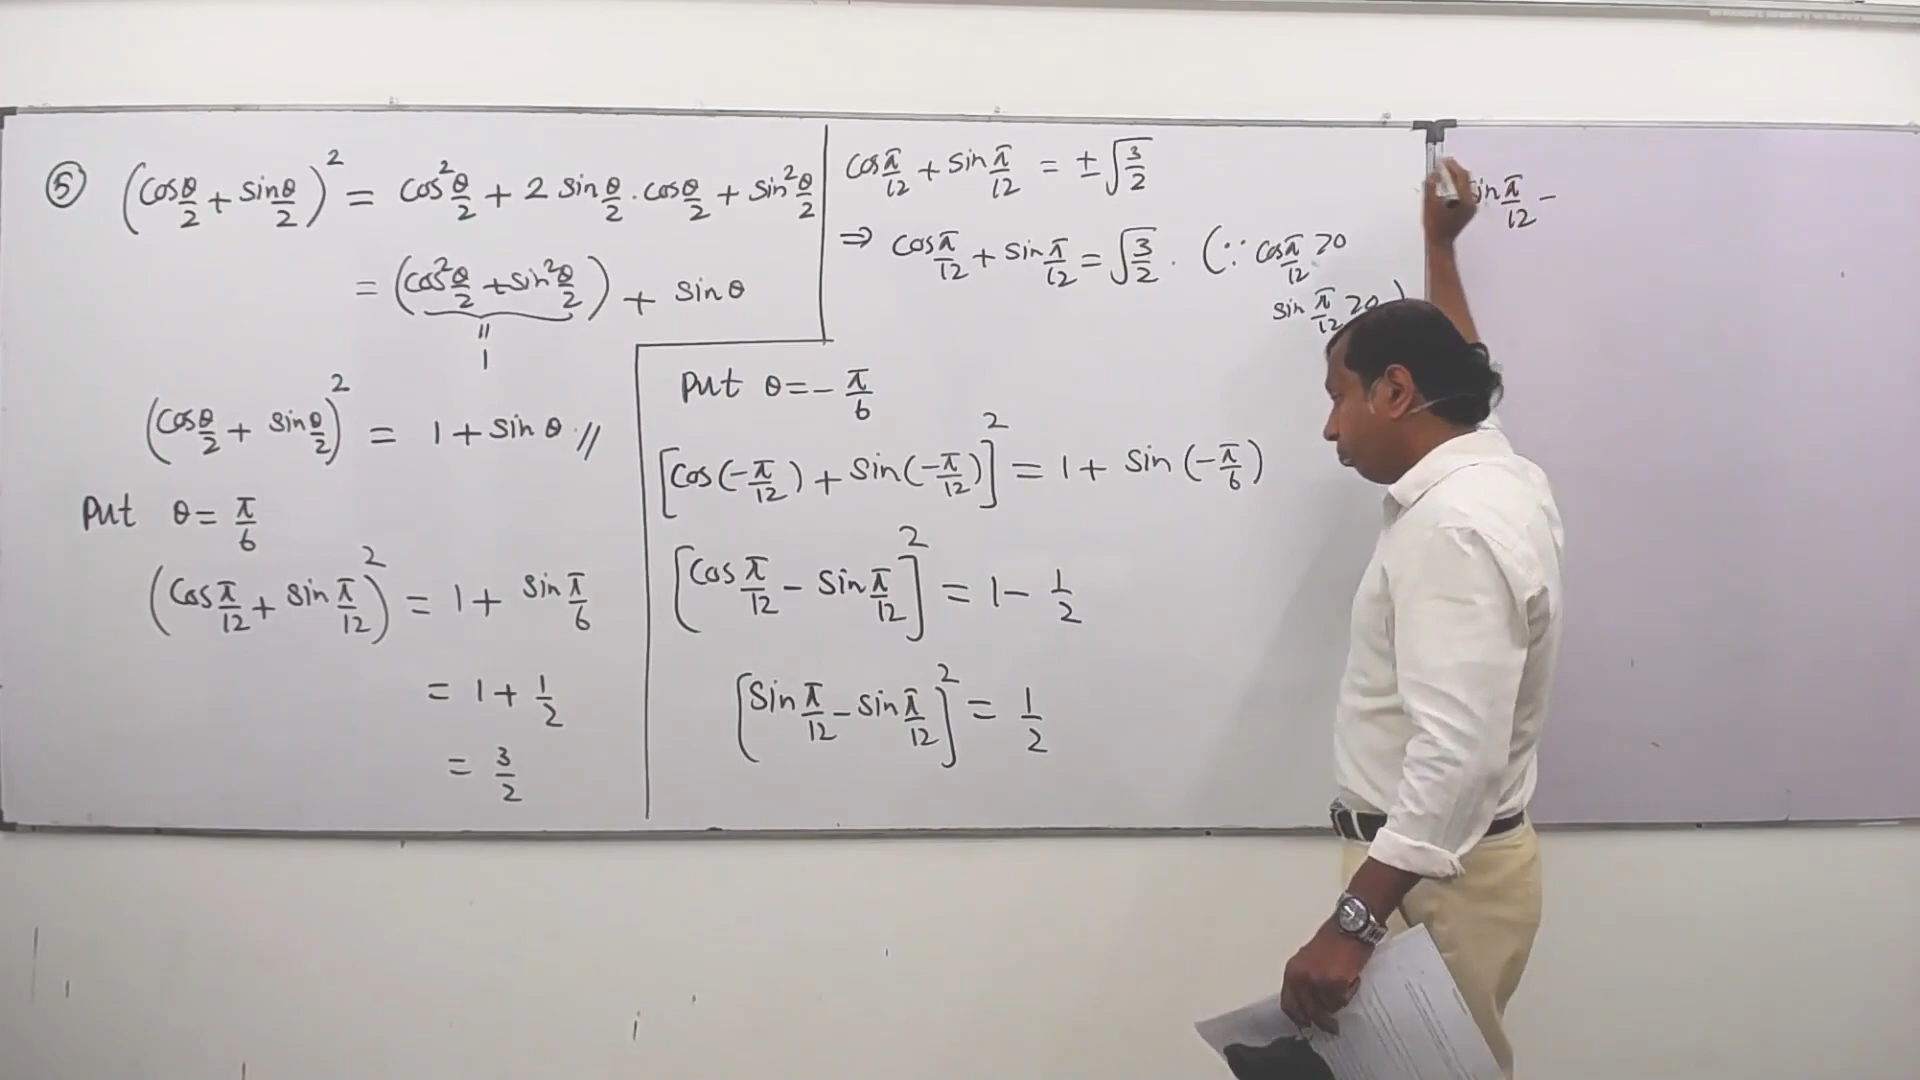 ⑤ (cos θ/2 + sin θ/2)² = cos² θ/2 + 2 sin θ/2 . cos θ/2 + sin² θ/2
= (cos² θ/2 + sin² θ/2) + sin θ
||
1
(cos θ/2 + sin θ/2)² = 1 + sin θ //
Put θ = π/6
(cos π/12 + sin π/12)² = 1 + sin π/6
= 1 + 1/2
= 3/2
cos π/12 + sin π/12 = ± √(3/2)
⇒ cos π/12 + sin π/12 = √(3/2) . (∵ cos π/12 > 0
sin π/12 > 0)
Put θ = - π/6
[cos(-π/12) + sin(-π/12)]² = 1 + sin(-π/6)
[cos π/12 - sin π/12]² = 1 - 1/2
[sin π/12 - sin π/12]² = 1/2
sin π/12 -